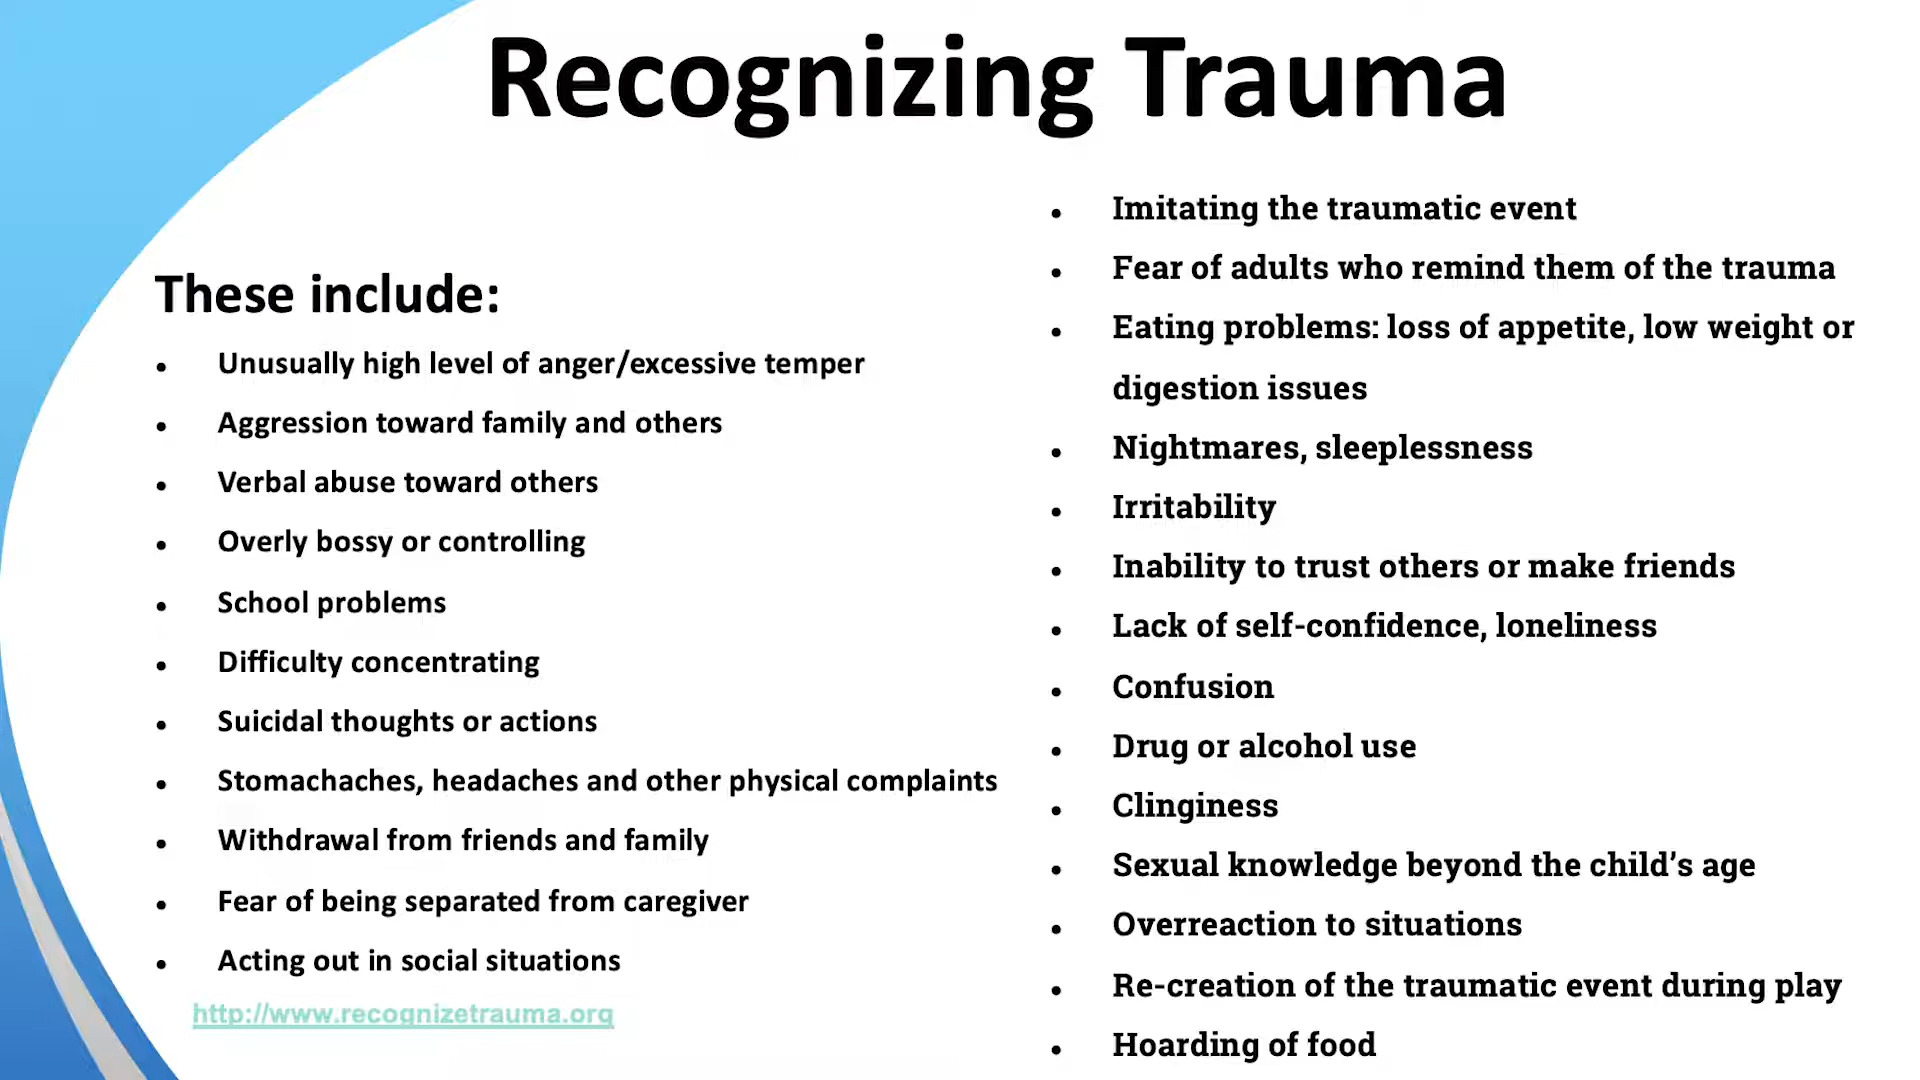 Recognizing Trauma
These include:
• Unusually high level of anger/excessive temper
• Aggression toward family and others
• Verbal abuse toward others
• Overly bossy or controlling
• School problems
• Difficulty concentrating
• Suicidal thoughts or actions
• Stomachaches, headaches and other physical complaints
• Withdrawal from friends and family
• Fear of being separated from caregiver
• Acting out in social situations
http://www.recognizetrauma.org
• Imitating the traumatic event
• Fear of adults who remind them of the trauma
• Eating problems: loss of appetite, low weight or
digestion issues
• Nightmares, sleeplessness
• Irritability
• Inability to trust others or make friends
• Lack of self-confidence, loneliness
• Confusion
• Drug or alcohol use
• Clinginess
• Sexual knowledge beyond the child’s age
• Overreaction to situations
• Re-creation of the traumatic event during play
• Hoarding of food